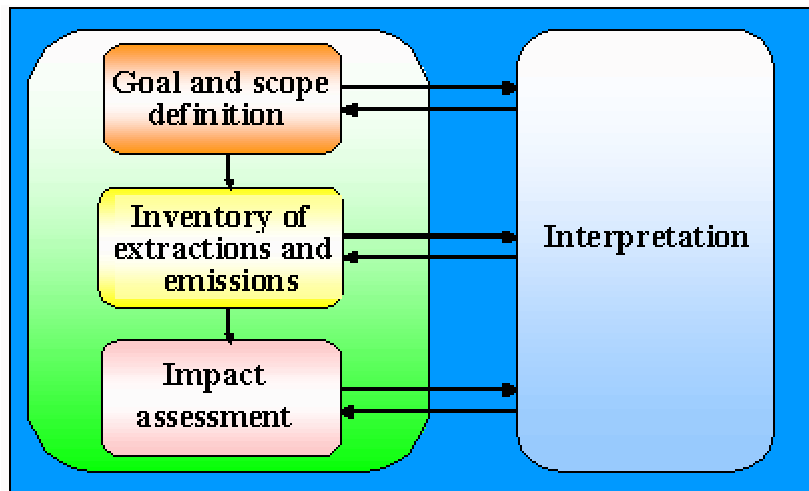 Goal and scope
definition
Inventory of
extractions and
emissions
Impact
assessment
Interpretation